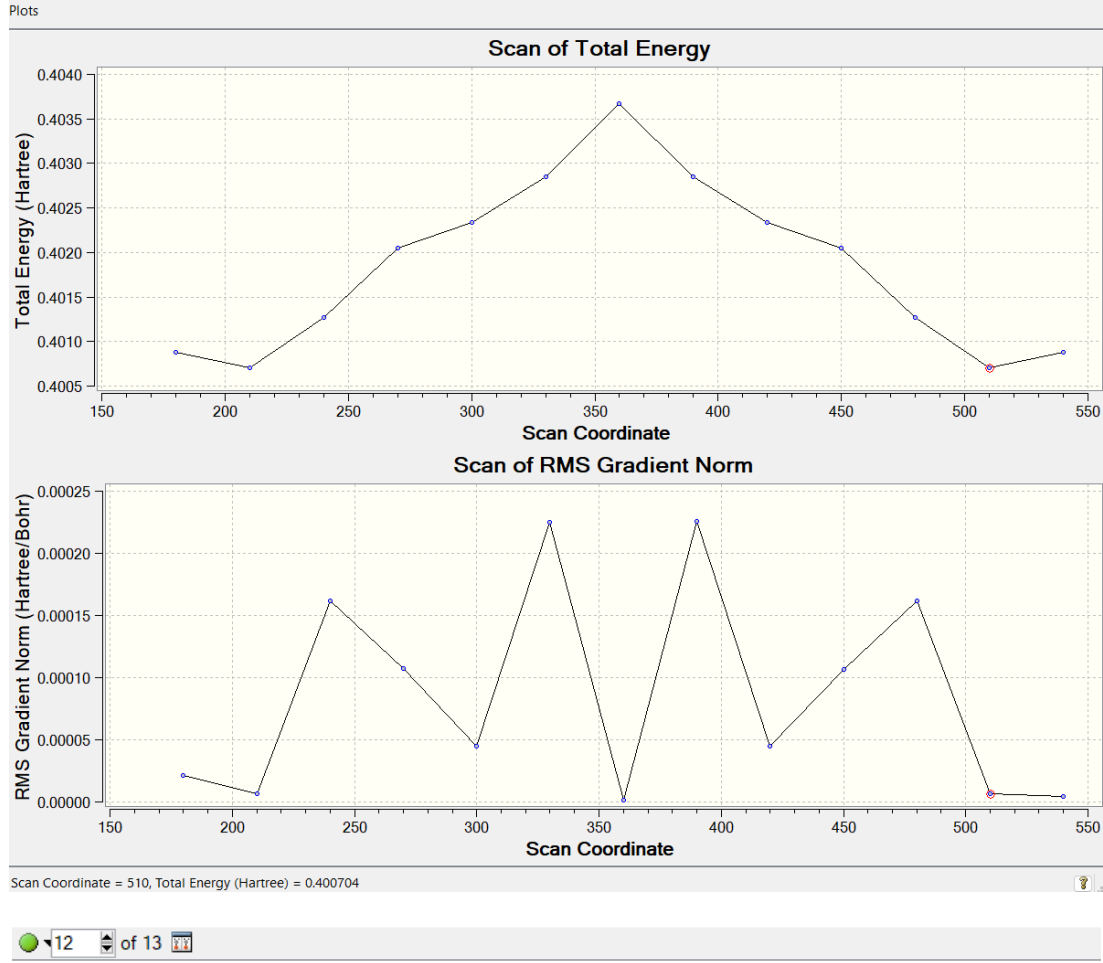 Plots
Scan of Total Energy
Total Energy (Hartree)
0.4040
0.4035
0.4030
0.4025
0.4020
0.4015
0.4010
0.4005
150 200 250 300 350 400 450 500 550
Scan Coordinate
Scan of RMS Gradient Norm
RMS Gradient Norm (Hartree/Bohr)
0.00025
0.00020
0.00015
0.00010
0.00005
0.00000
150 200 250 300 350 400 450 500 550
Scan Coordinate
Scan Coordinate = 510, Total Energy (Hartree) = 0.400704
?
12 of 13